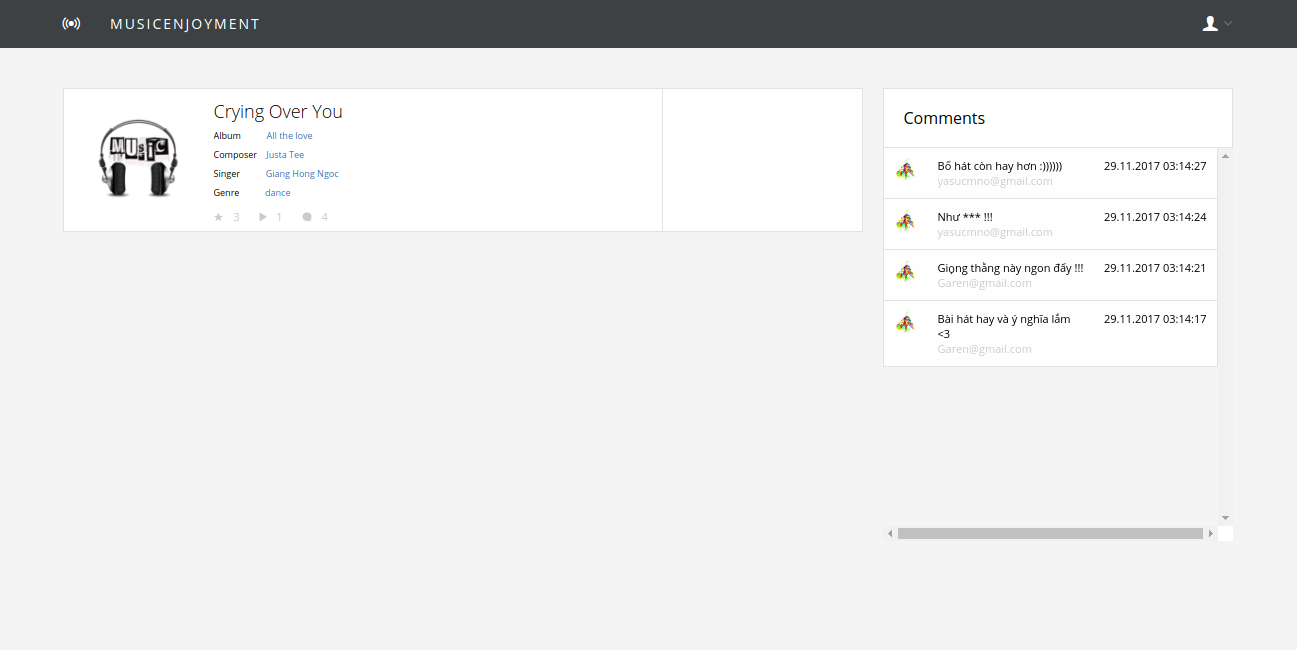 MUSICENJOYMENT
MUSIC
Crying Over You
Album All the love
Composer Justa Tee
Singer Giang Hong Ngoc
Genre dance
3 1 4
Comments
Bố hát còn hay hơn :)))))) 29.11.2017 03:14:27
yasucmno@gmail.com
Như *** !!! 29.11.2017 03:14:24
yasucmno@gmail.com
Giọng thằng này ngon đấy !!! 29.11.2017 03:14:21
Garen@gmail.com
Bài hát hay và ý nghĩa lắm 29.11.2017 03:14:17
<3
Garen@gmail.com